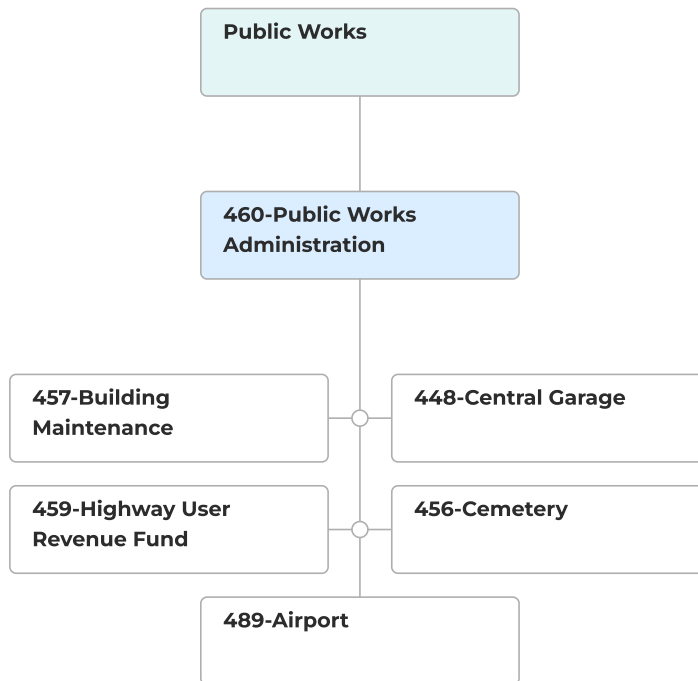 Public Works
460-Public Works
Administration
457-Building
Maintenance
448-Central Garage
459-Highway User
Revenue Fund
456-Cemetery
489-Airport